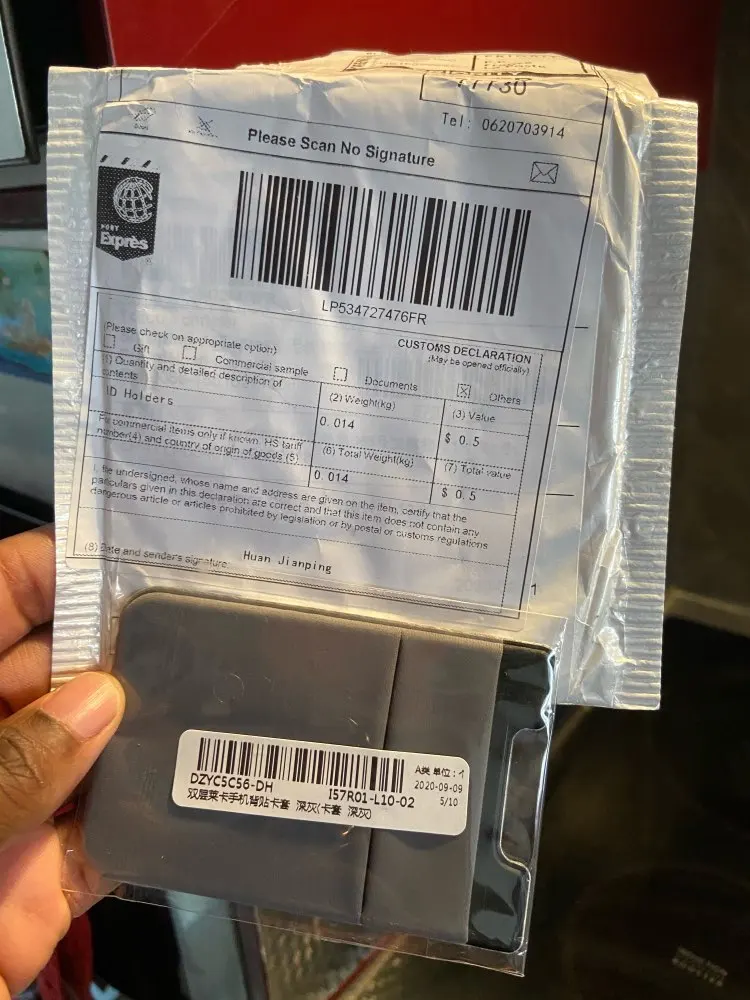 Tel: 0620703914
Please Scan No Signature
POST
Exprès
LP534727476FR
CUSTOMS DECLARATION
(May be opened officially)
(Please check on appropriate option)
Gift
Commercial sample
Documents
Others
(1) Quantity and detailed description of
contents
(2) Weight(kg)
(3) Value
ID Holders
0.014
$ 0.5
commercial items only if known, HS tariff
number(4) and country of origin of goods (5)
(6) Total Weight(kg)
(7) Total value
0.014
$ 0.5
I, the undersigned, whose name and address are given on the item, certify that the
particulars given in this declaration are correct and that this item does not contain any
dangerous article or articles prohibited by legislation or by postal or customs regulations
(8) Date and sender's signature
Huan Jianping
1
A类 单位: 个
DZYC5C56-DH
I57R01-L10-02
2020-09-09
5/10
双层莱卡手机背贴卡套 深灰(卡套 深灰)